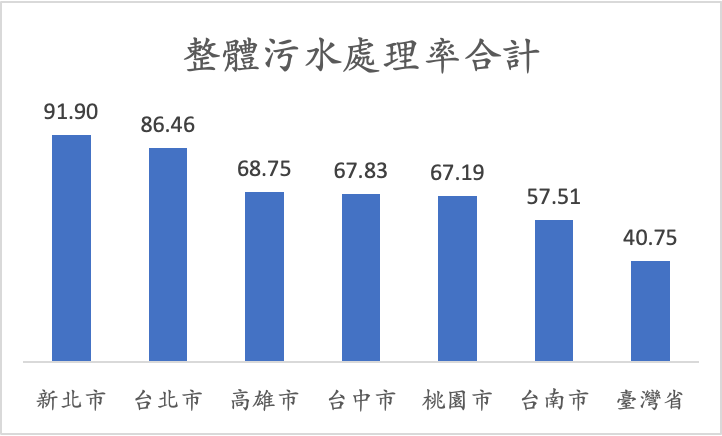 整體污水處理率合計
91.90
86.46
68.75
67.83
67.19
57.51
40.75
新北市
台北市
高雄市
台中市
桃園市
台南市
臺灣省